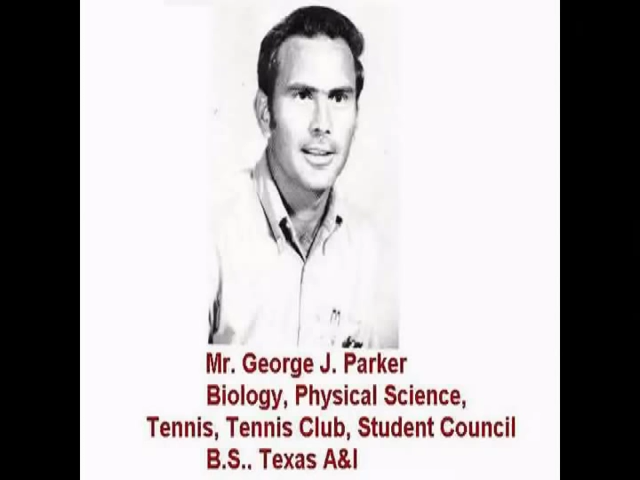 Mr. George J. Parker
Biology, Physical Science,
Tennis, Tennis Club, Student Council
B.S.. Texas A&I